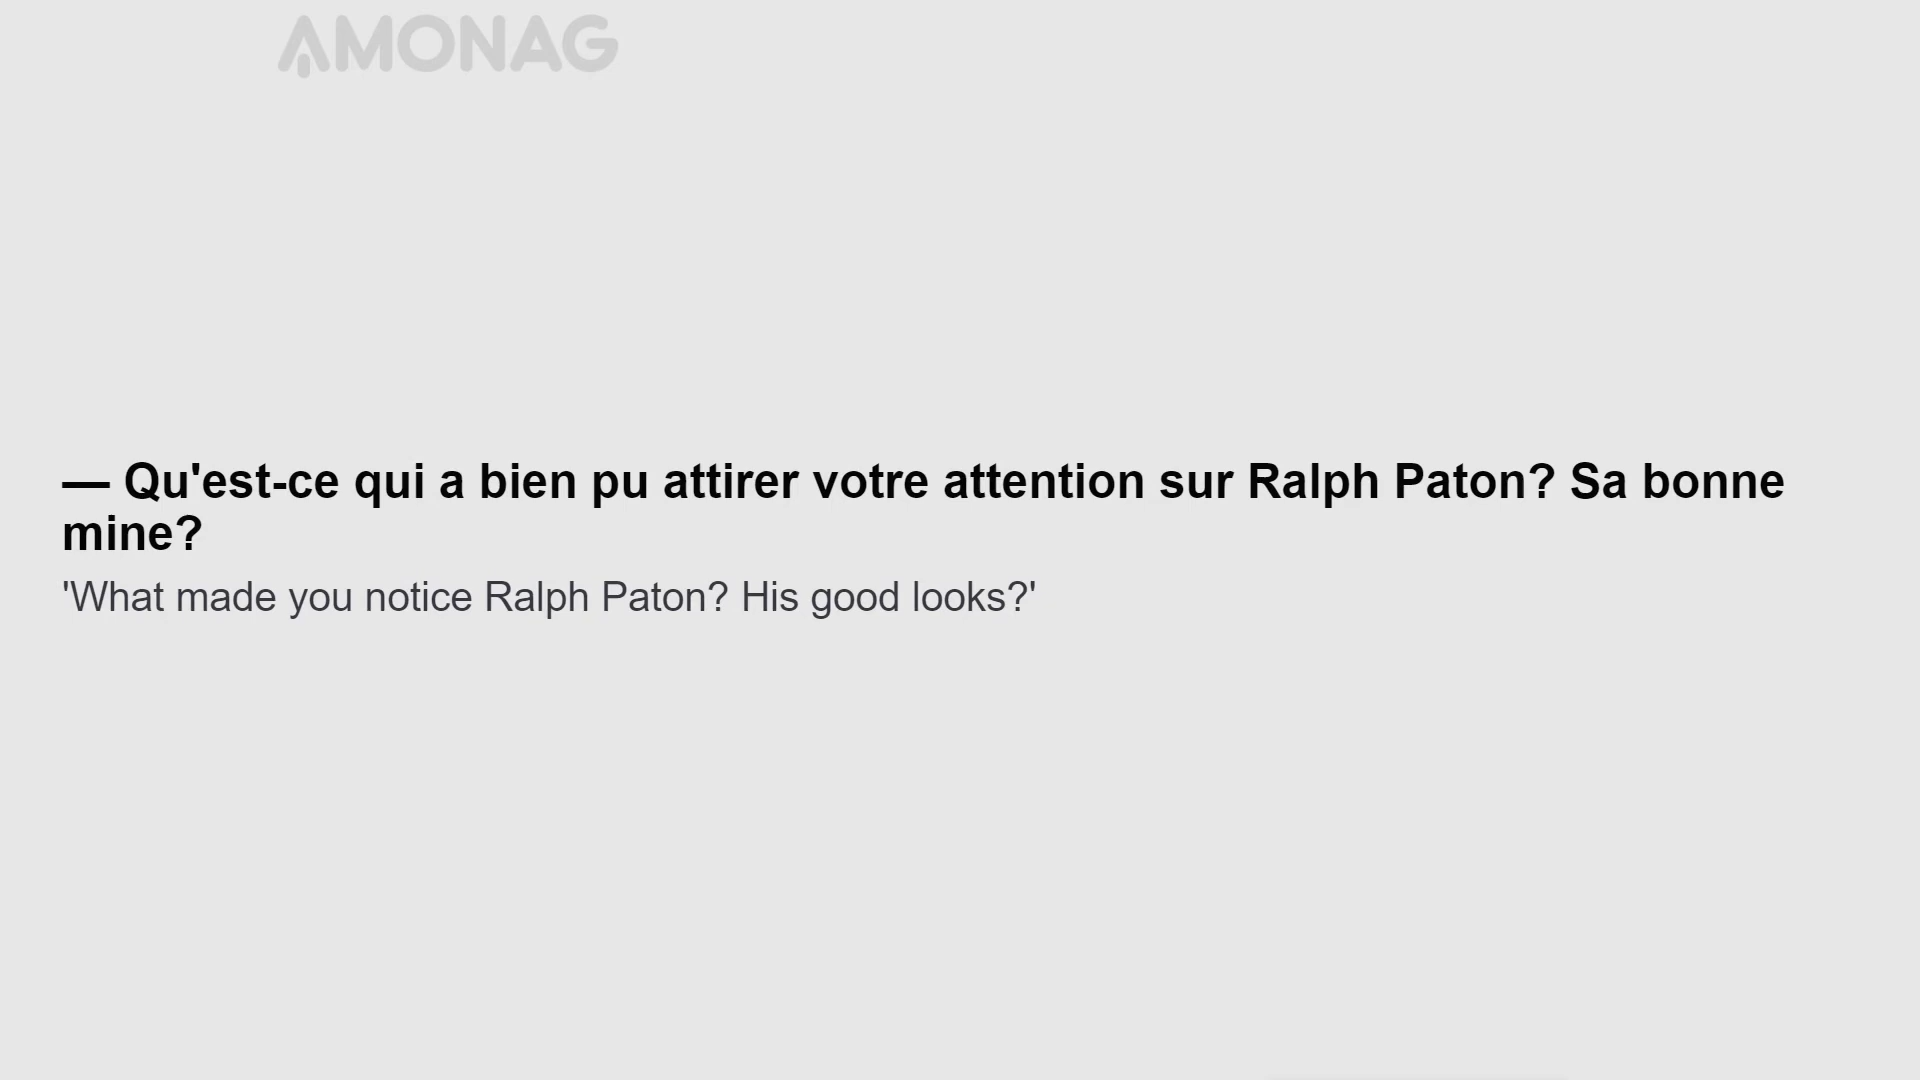 AMONAG
— Qu'est-ce qui a bien pu attirer votre attention sur Ralph Paton? Sa bonne
mine?
'What made you notice Ralph Paton? His good looks?'